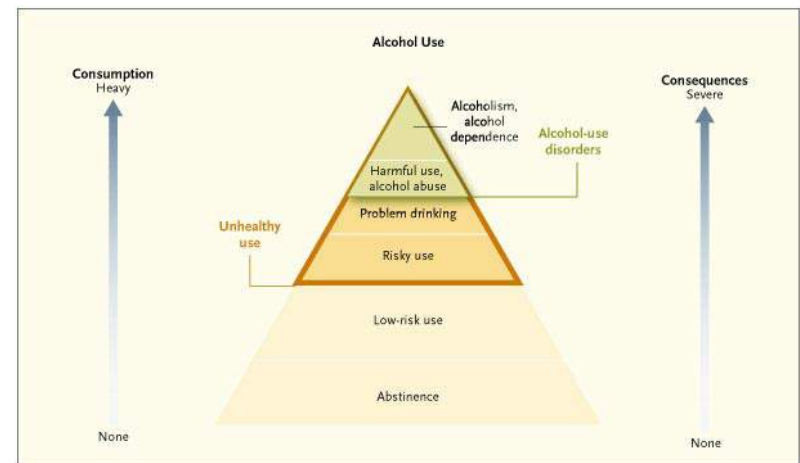 Alcohol Use
Consumption
Heavy
None
Alcoholism,
alcohol
dependence
Harmful use,
alcohol abuse
Problem drinking
Risky use
Low-risk use
Abstinence
Unhealthy
use
Alcohol-use
disorders
Consequences
Severe
None